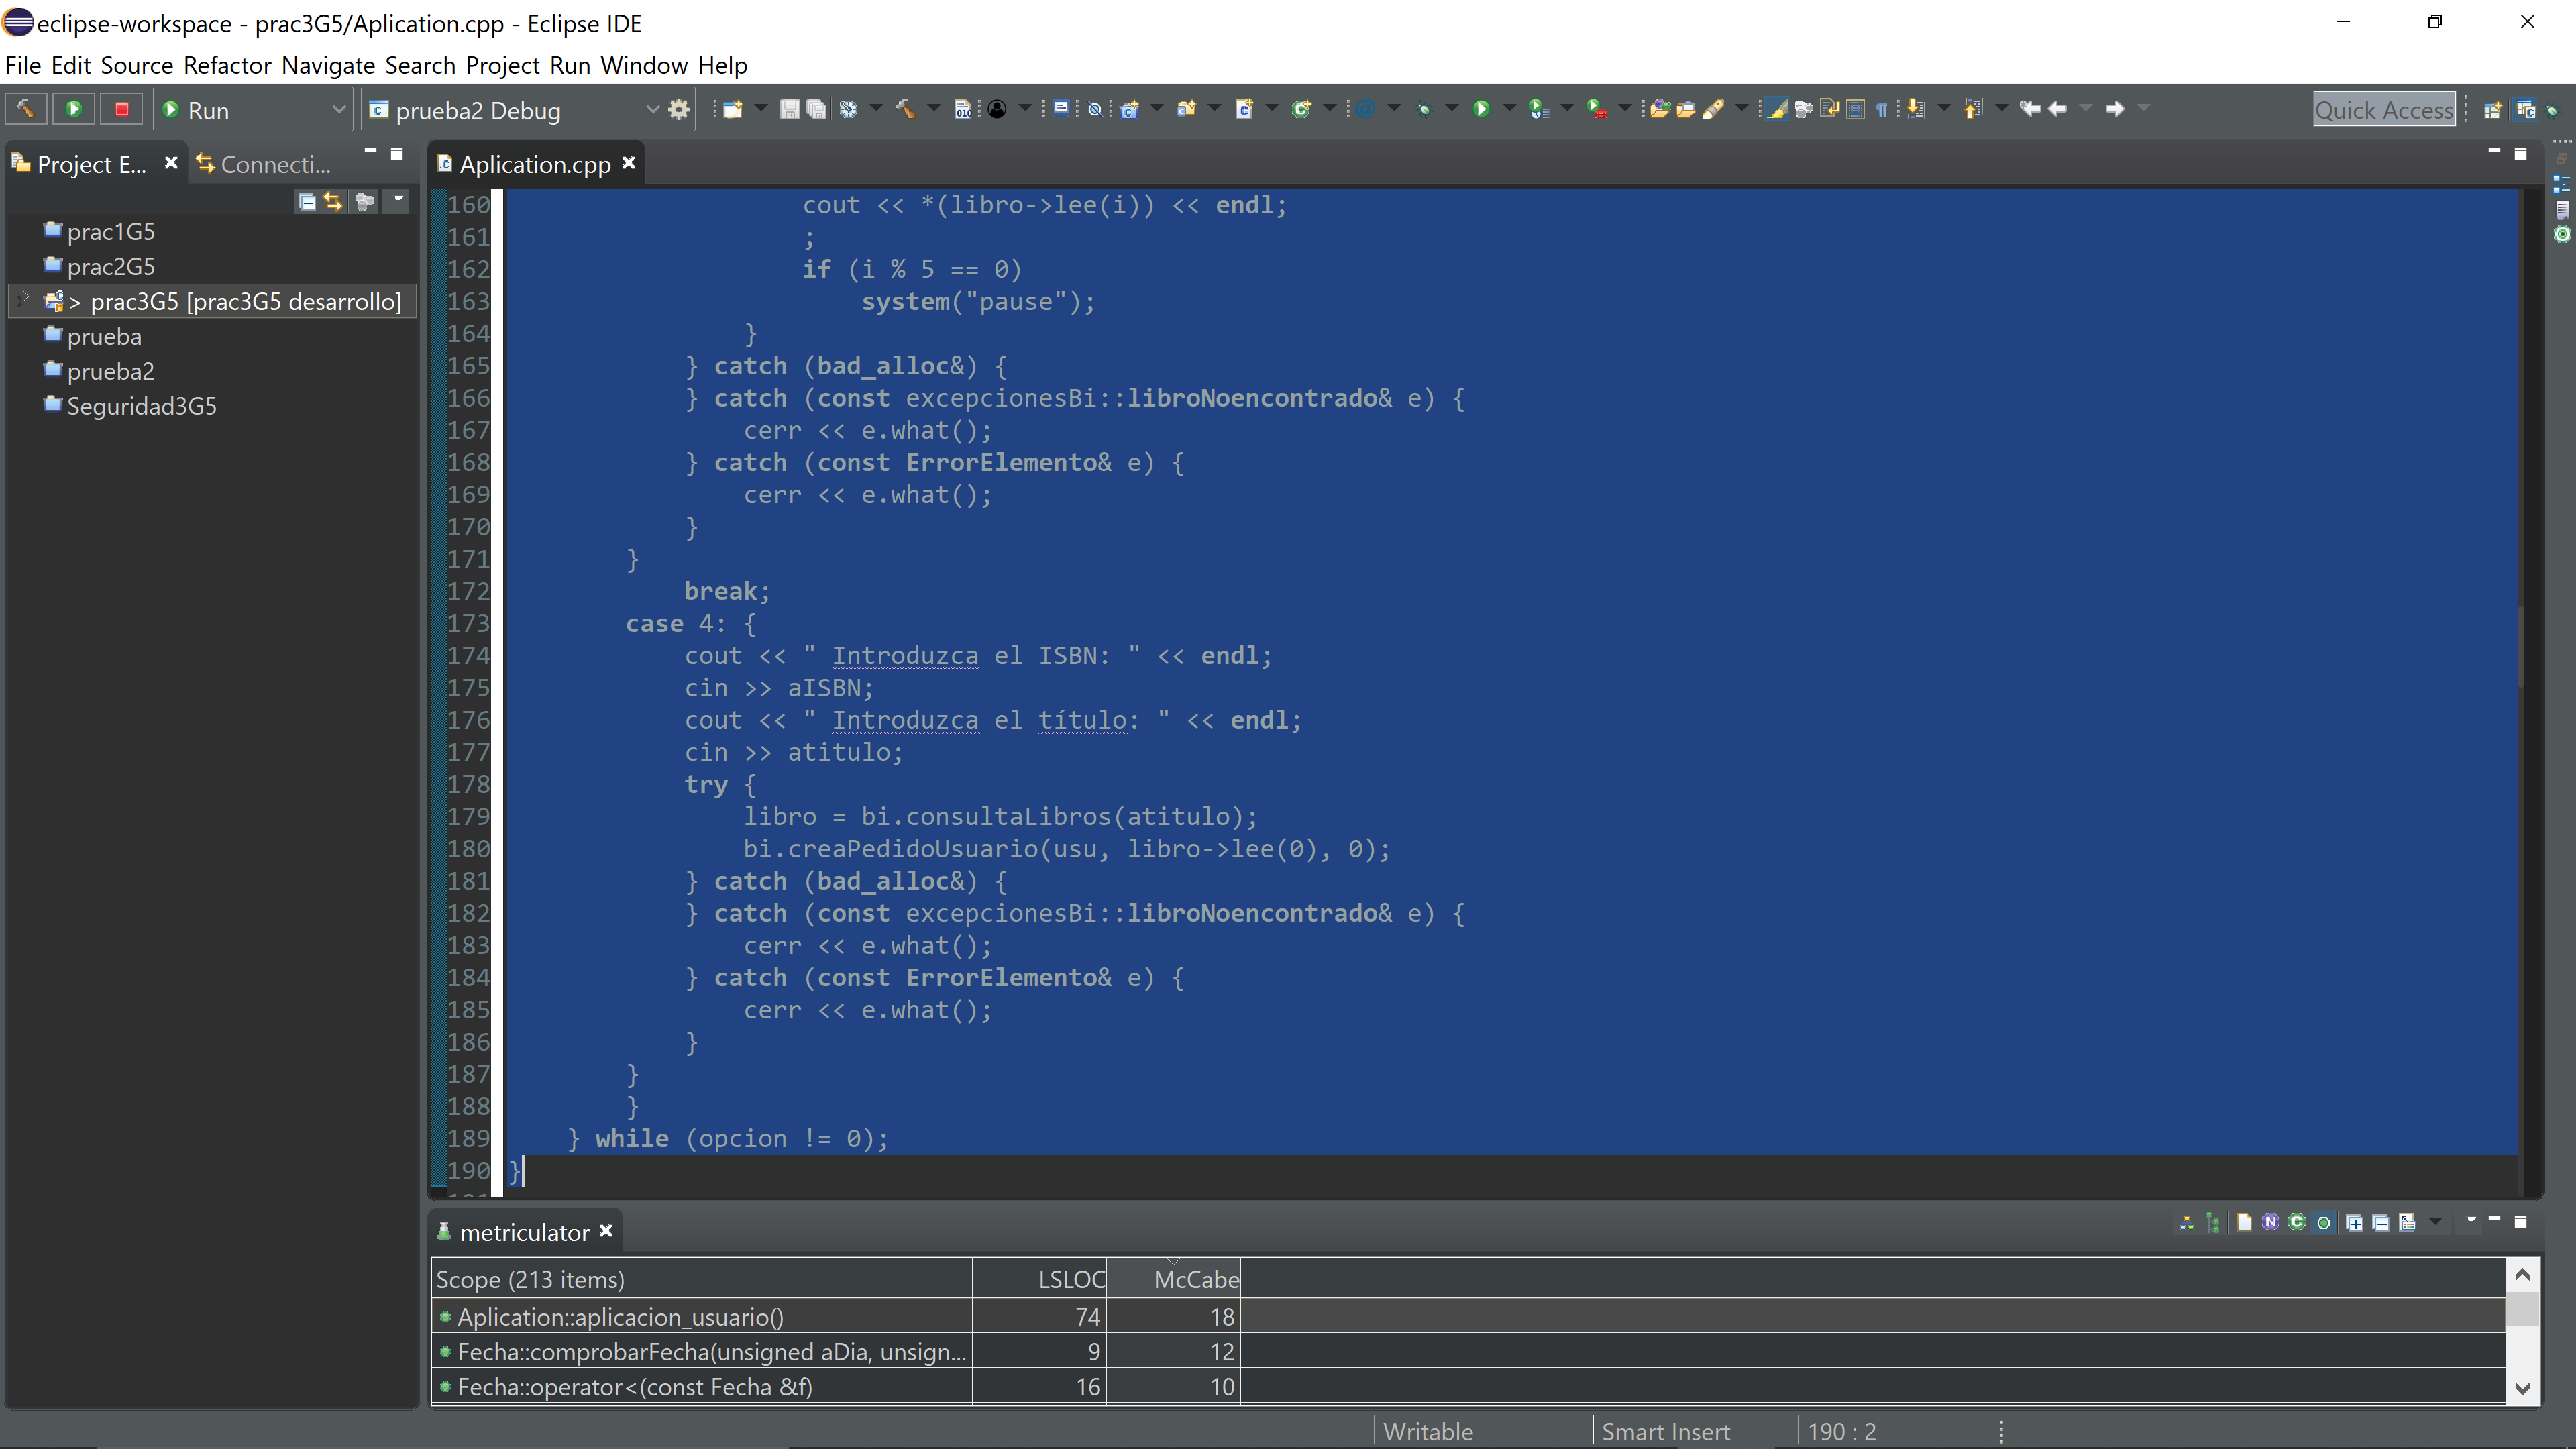 eclipse-workspace - prac3G5/Aplication.cpp - Eclipse IDE
File Edit Source Refactor Navigate Search Project Run Window Help
Run
prueba2 Debug
Quick Access
Project E...
Connecti...
prac1G5
prac2G5
> prac3G5 [prac3G5 desarrollo]
prueba
prueba2
Seguridad3G5
Aplication.cpp
160 cout << *(libro->lee(i)) << endl;
161 ;
162 if (i % 5 == 0)
163 system("pause");
164 }
165 } catch (bad_alloc&) {
166 } catch (const excepcionesBi::libroNoencontrado& e) {
167 cerr << e.what();
168 } catch (const ErrorElemento& e) {
169 cerr << e.what();
170 }
171 }
172 break;
173 case 4: {
174 cout << " Introduzca el ISBN: " << endl;
175 cin >> aISBN;
176 cout << " Introduzca el título: " << endl;
177 cin >> atitulo;
178 try {
179 libro = bi.consultaLibros(atitulo);
180 bi.creaPedidoUsuario(usu, libro->lee(0), 0);
181 } catch (bad_alloc&) {
182 } catch (const excepcionesBi::libroNoencontrado& e) {
183 cerr << e.what();
184 } catch (const ErrorElemento& e) {
185 cerr << e.what();
186 }
187 }
188 }
189 } while (opcion != 0);
190 }
metriculator
Scope (213 items) LSLOC McCabe
Aplication::aplicacion_usuario() 74 18
Fecha::comprobarFecha(unsigned aDia, unsign... 9 12
Fecha::operator<(const Fecha &f) 16 10
Writable Smart Insert 190 : 2